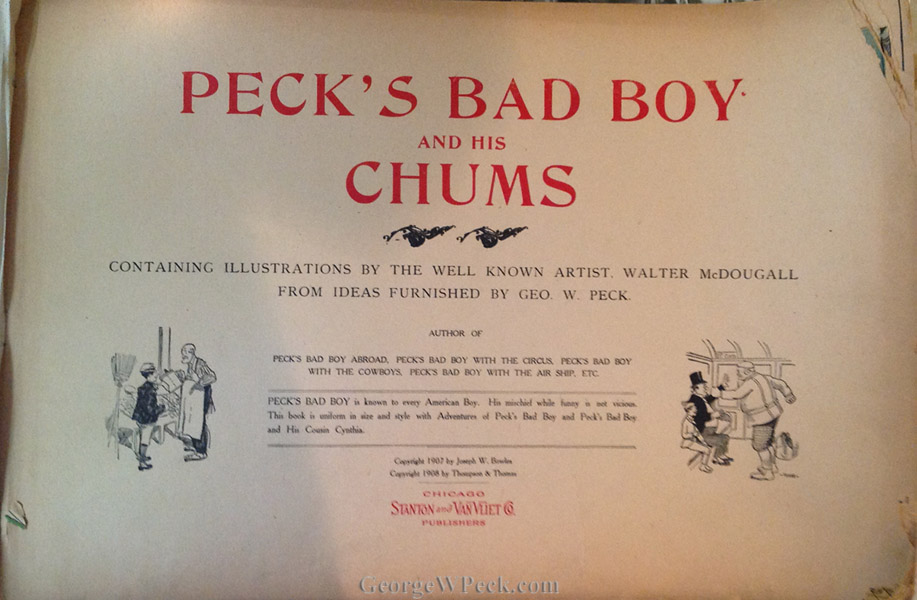 PECK'S BAD BOY
AND HIS
CHUMS
CONTAINING ILLUSTRATIONS BY THE WELL KNOWN ARTIST, WALTER McDOUGALL
FROM IDEAS FURNISHED BY GEO. W. PECK.
AUTHOR OF
PECK'S BAD BOY ABROAD, PECK'S BAD BOY WITH THE CIRCUS, PECK'S BAD BOY
WITH THE COWBOYS, PECK'S BAD BOY WITH THE AIR SHIP, ETC.
PECK'S BAD BOY is known to every American Boy. His mischief while funny is not vicious.
This book is uniform in size and style with Adventures of Peck's Bad Boy and Peck's Bad Boy
and His Cousin Cynthia.
Copyright 1907 by Joseph W. Bowles
Copyright 1908 by Thompson & Thomas
CHICAGO
STANTON and VAN VLIET CO.
PUBLISHERS
GeorgeWPeck.com